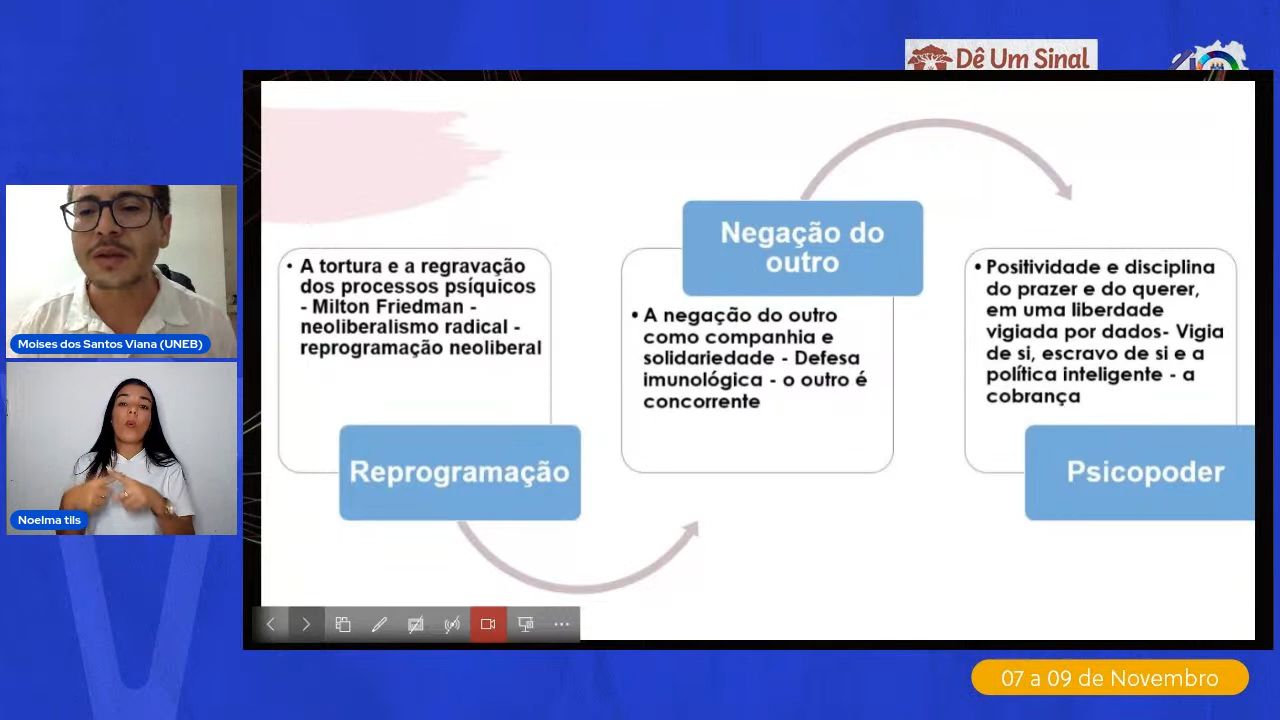 Dê Um Sinal
• A tortura e a regravação
dos processos psíquicos
- Milton Friedman -
neoliberalismo radical -
reprogramação neoliberal
Reprogramação
Negação do
outro
• A negação do outro
como companhia e
solidariedade - Defesa
imunológica - o outro é
concorrente
• Positividade e disciplina
do prazer e do querer,
em uma liberdade
vigiada por dados- Vigia
de si, escravo de si e a
política inteligente - a
cobrança
Psicopoder
Moises dos Santos Viana (UNEB)
Noelma tils
07 a 09 de Novembro